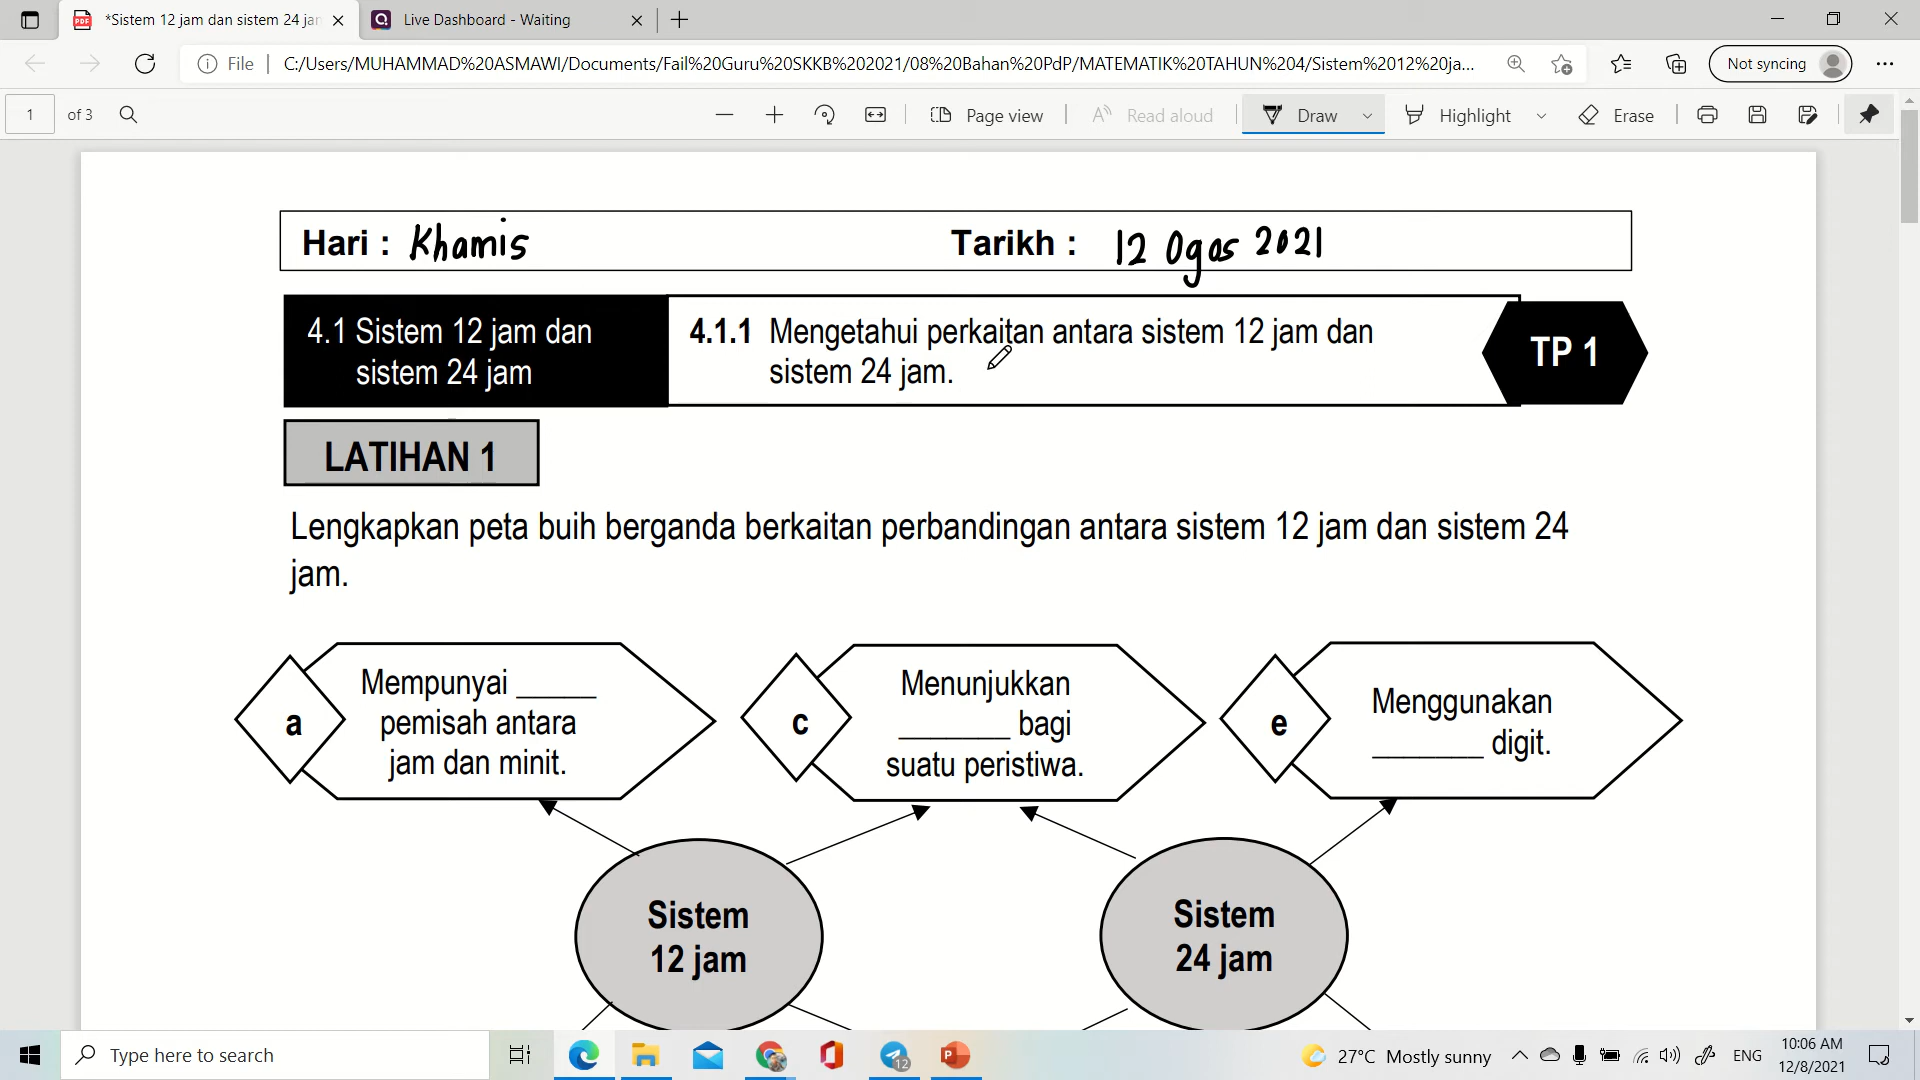 *Sistem 12 jam dan sistem 24 jam
Live Dashboard - Waiting
File
C:/Users/MUHAMMAD%20ASMAWI/Documents/Fail%20Guru%20SKKB%202021/08%20Bahan%20PdP/MATEMATIK%20TAHUN%204/Sistem%2012%20ja...
Not syncing
1 of 3
Page view
Read aloud
Draw
Highlight
Erase
Hari : Khamis
Tarikh : 12 Ogos 2021
4.1 Sistem 12 jam dan
sistem 24 jam
4.1.1 Mengetahui perkaitan antara sistem 12 jam dan
sistem 24 jam.
TP 1
LATIHAN 1
Lengkapkan peta buih berganda berkaitan perbandingan antara sistem 12 jam dan sistem 24
jam.
a
Mempunyai _____
pemisah antara
jam dan minit.
c
Menunjukkan
_______ bagi
suatu peristiwa.
e
Menggunakan
_______ digit.
Sistem
12 jam
Sistem
24 jam
Type here to search
12
27°C Mostly sunny
ENG
10:06 AM
12/8/2021